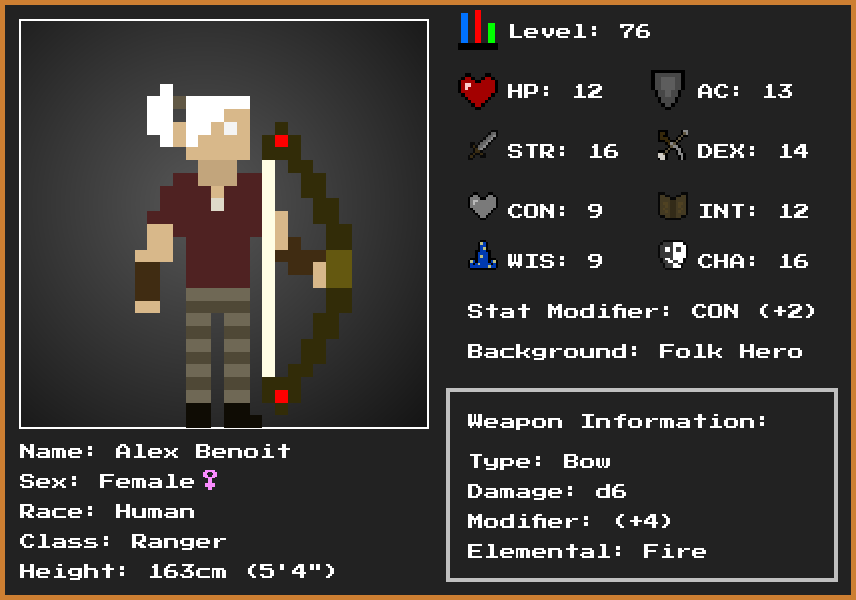 Level: 76
HP: 12
AC: 13
STR: 16
DEX: 14
CON: 9
INT: 12
WIS: 9
CHA: 16
Stat Modifier: CON (+2)
Background: Folk Hero
Name: Alex Benoit
Sex: Female♀
Race: Human
Class: Ranger
Height: 163cm (5'4")
Weapon Information:
Type: Bow
Damage: d6
Modifier: (+4)
Elemental: Fire